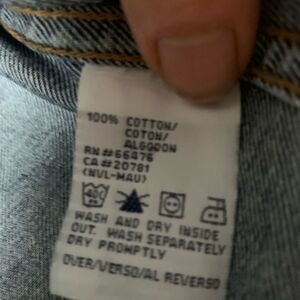 100% COTTON/
COTON/
ALGODON
RN#66476
CA#20781
(NVL-MAU)
WASH AND DRY INSIDE
OUT. WASH SEPARATELY
DRY PROMPTLY
OVER/VERSO/AL REVERSO